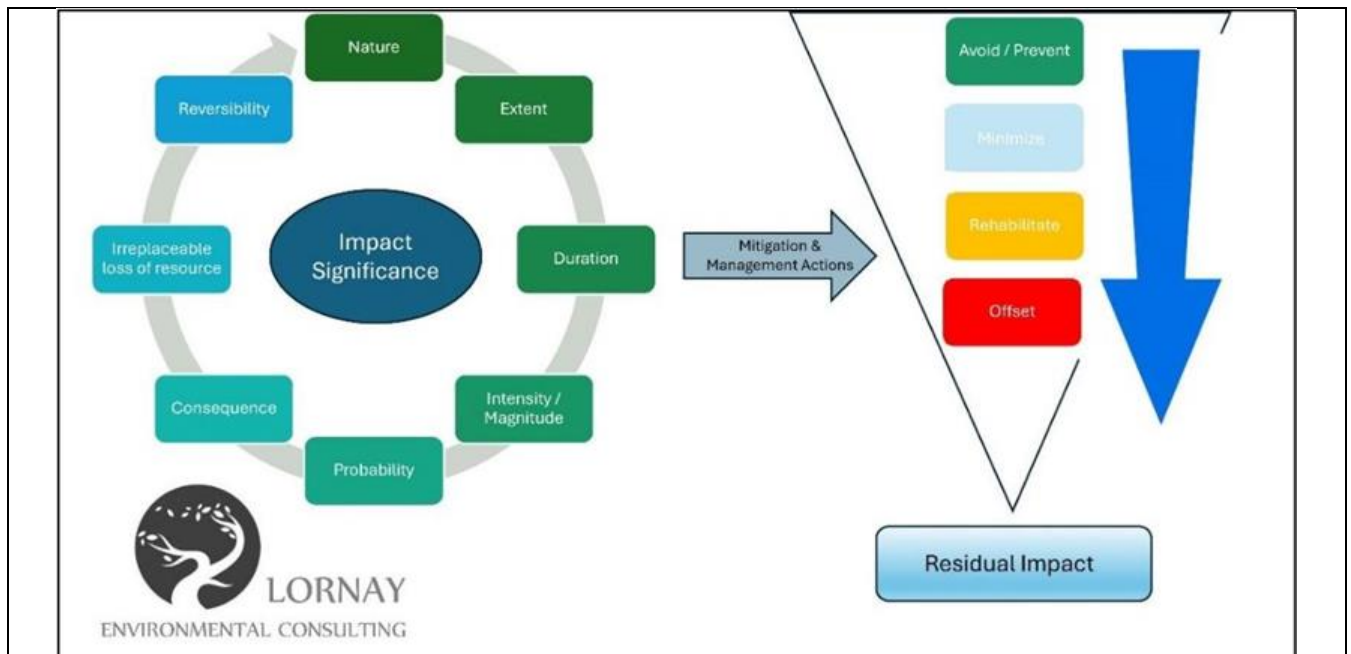 Nature
Extent
Duration
Intensity /
Magnitude
Probability
Consequence
Irreplaceable
loss of resource
Reversibility
Impact
Significance
Mitigation &
Management Actions
Avoid / Prevent
Minimize
Rehabilitate
Offset
Residual Impact
LORNAY
ENVIRONMENTAL CONSULTING